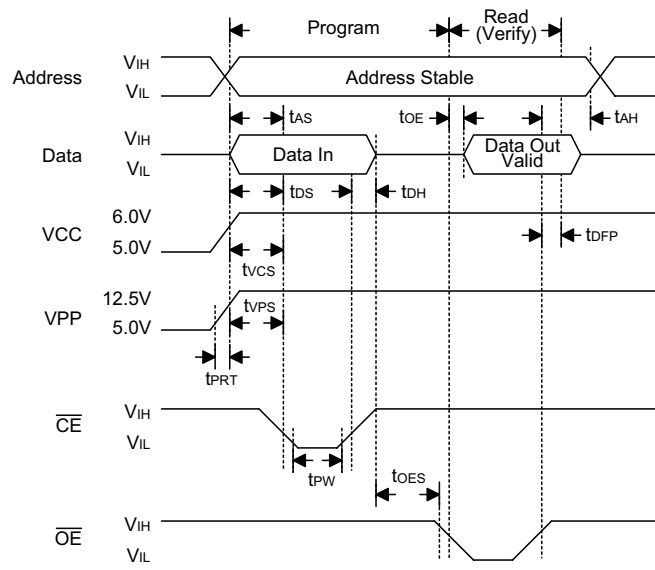 Program
Read
(Verify)
Address
VIH
VIL
Address Stable
tAS
tOE
tAH
Data
VIH
VIL
Data In
Data Out
Valid
tDS
tDH
VCC
6.0V
5.0V
tDFP
tVCS
VPP
12.5V
5.0V
tVPS
tPRT
CE
VIH
VIL
tPW
tOES
OE
VIH
VIL